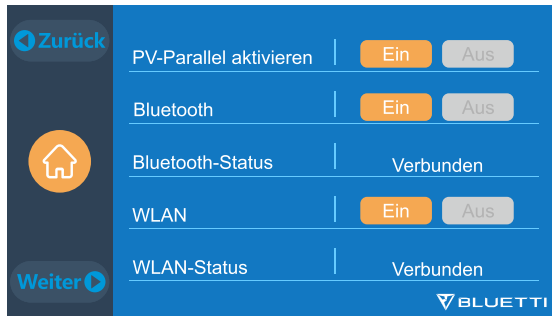 Zurück
PV-Parallel aktivieren Ein Aus
Bluetooth Ein Aus
Bluetooth-Status Verbunden
WLAN Ein Aus
WLAN-Status Verbunden
Weiter
BLUETTI